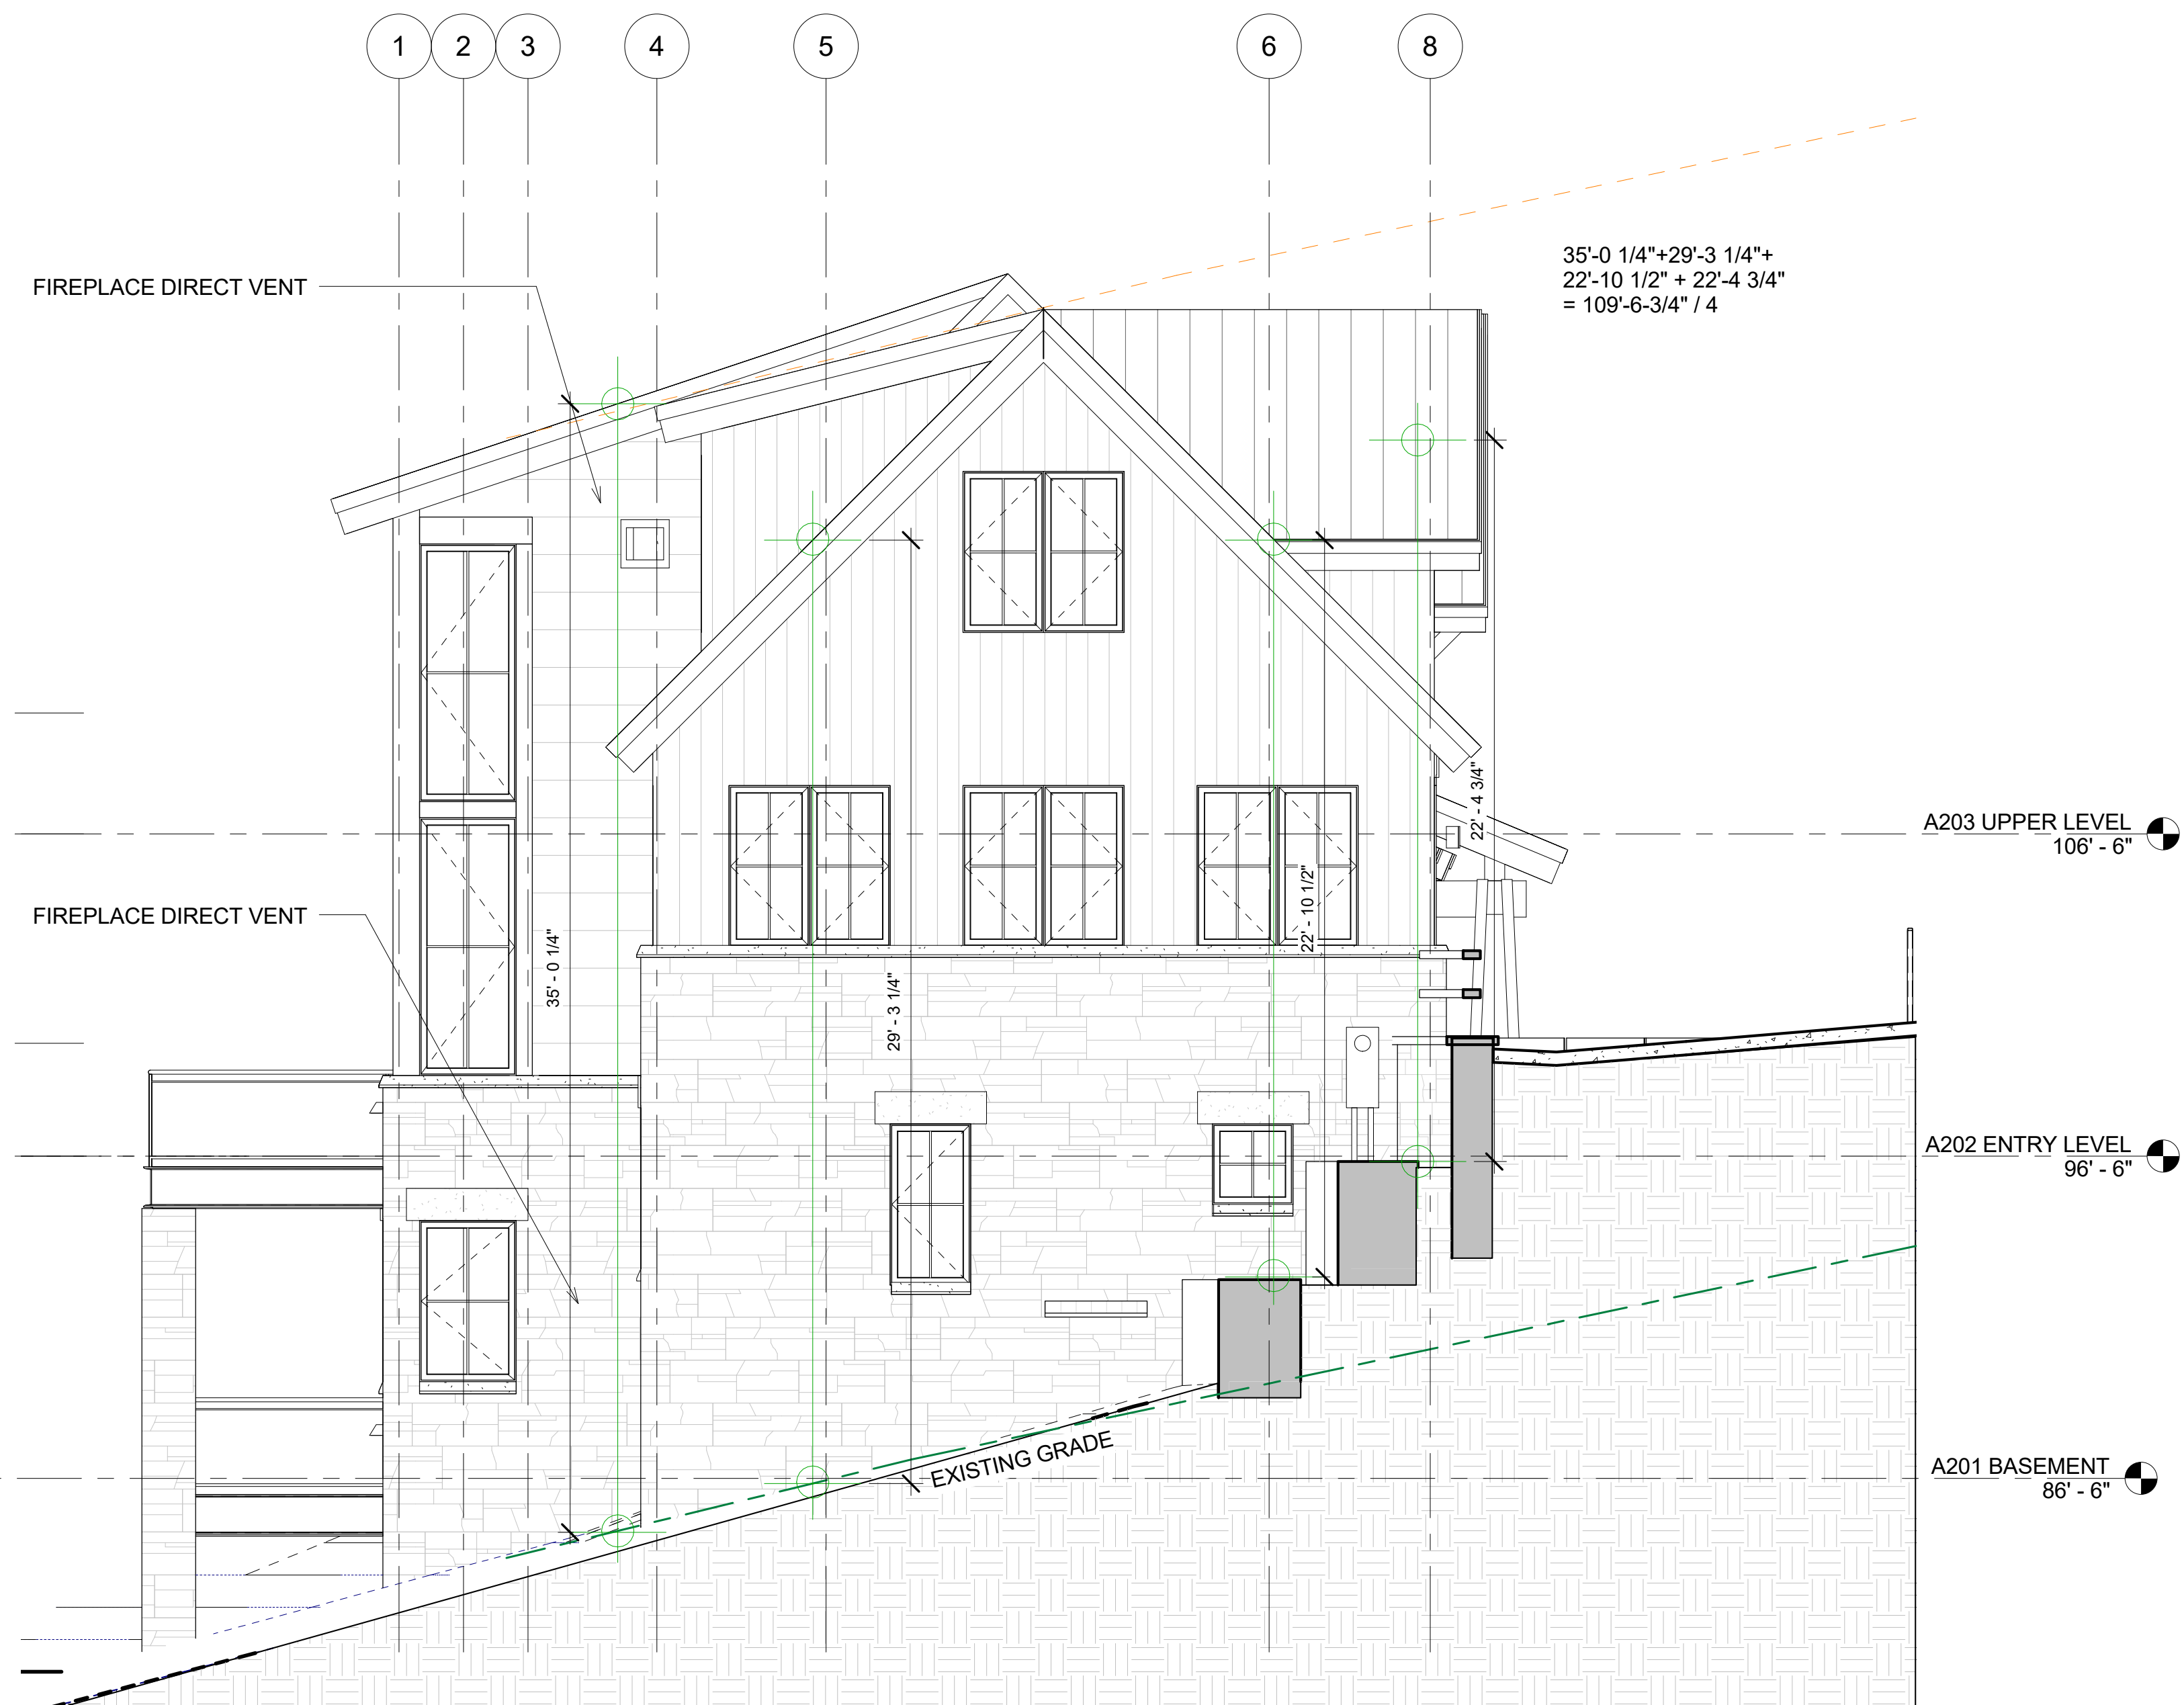 1 2 3 4 5 6 8
FIREPLACE DIRECT VENT
35'-0 1/4"+29'-3 1/4"+
22'-10 1/2" + 22'-4 3/4"
= 109'-6-3/4" / 4
22' - 4 3/4"
A203 UPPER LEVEL
106' - 6"
22' - 10 1/2"
FIREPLACE DIRECT VENT
35' - 0 1/4"
29' - 3 1/4"
A202 ENTRY LEVEL
96' - 6"
EXISTING GRADE
A201 BASEMENT
86' - 6"